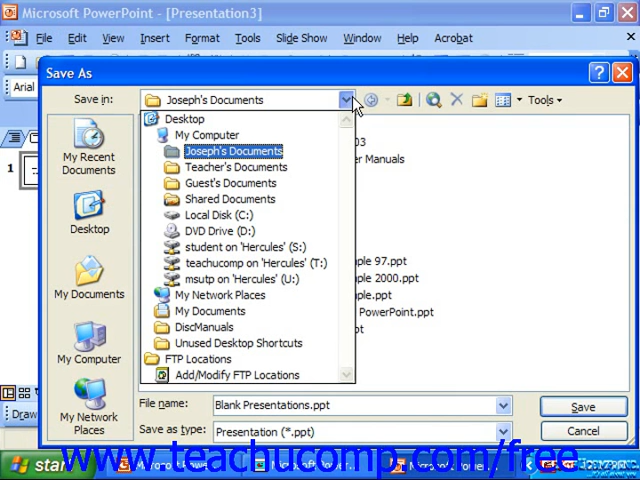 Microsoft PowerPoint - [Presentation3]
File Edit View Insert Format Tools Slide Show Window Help Acrobat
Arial
Save As
Save in: Joseph's Documents Tools
My Recent Documents
Desktop
My Documents
My Computer
My Network Places
Desktop
My Computer
Joseph's Documents
Teacher's Documents
Guest's Documents
Shared Documents
Local Disk (C:)
DVD Drive (D:)
student on 'Hercules' (S:)
teachucomp on 'Hercules' (T:)
msutp on 'Hercules' (U:)
My Network Places
My Documents
DiscManuals
Unused Desktop Shortcuts
FTP Locations
Add/Modify FTP Locations
03
er Manuals
ple 97.ppt
ple 2000.ppt
ple.ppt
PowerPoint.ppt
pt
1
File name: Blank Presentations.ppt Save
Save as type: Presentation (*.ppt) Cancel
Draw
www.teachucomp.com/free
start